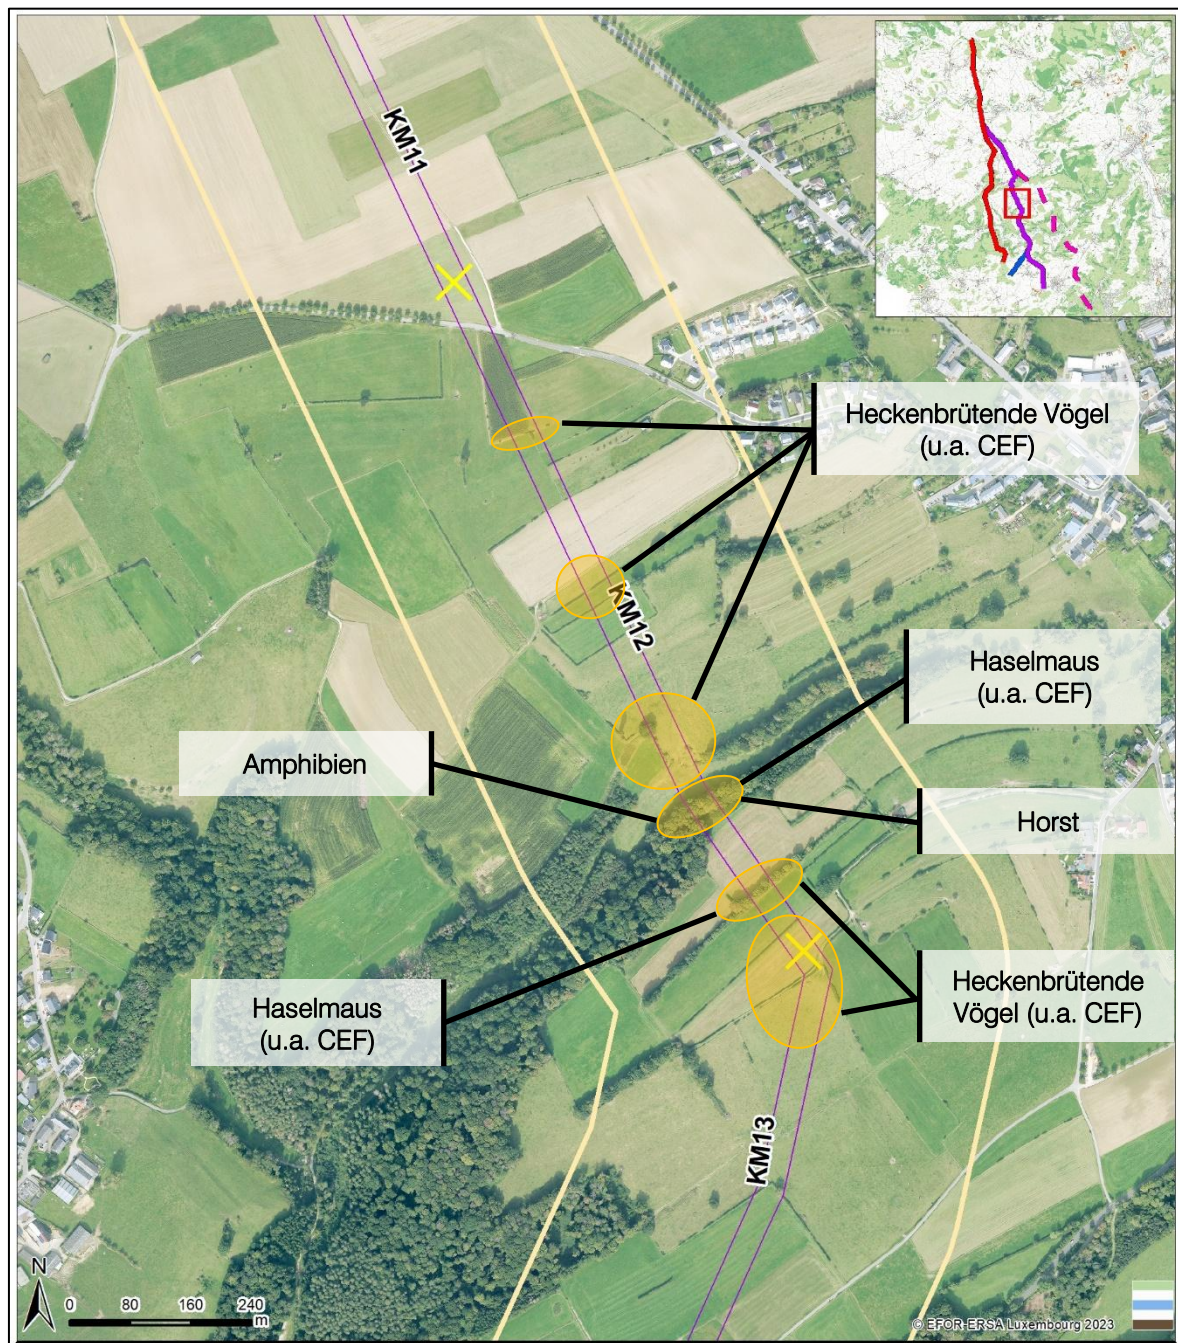 KM11
Heckenbrütende Vögel
(u.a. CEF)
KM12
Haselmaus
(u.a. CEF)
Amphibien
Horst
Haselmaus
(u.a. CEF)
Heckenbrütende
Vögel (u.a. CEF)
KM13
N
0 80 160 240
m
© EFOR-ERSA Luxembourg 2023